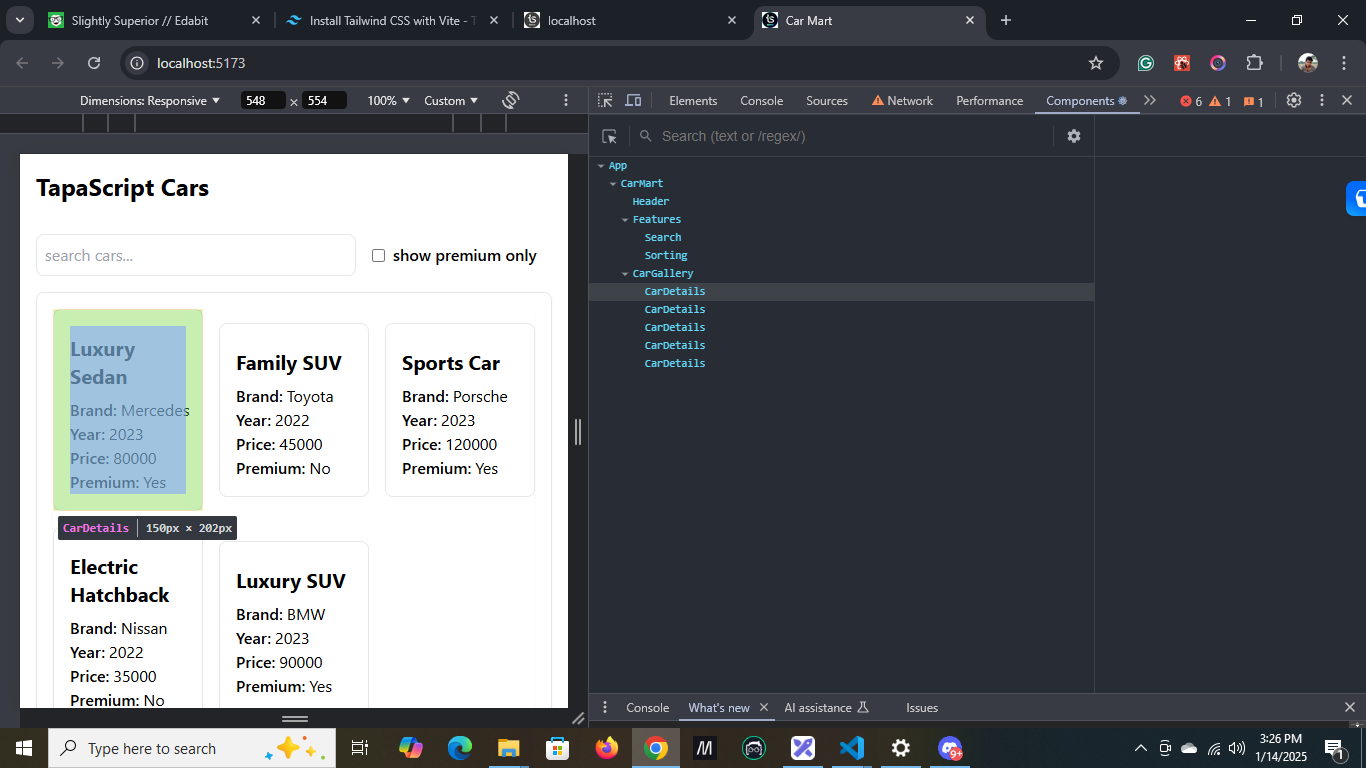 Slightly Superior // Edabit
Install Tailwind CSS with Vite - T
localhost
Car Mart
localhost:5173
Dimensions: Responsive
548 × 554
100%
Custom
Elements
Console
Sources
Network
Performance
Components
6
1
1
Search (text or /regex/)
App
CarMart
Header
Features
Search
Sorting
CarGallery
CarDetails
CarDetails
CarDetails
CarDetails
CarDetails
TapaScript Cars
search cars...
show premium only
Luxury
Sedan
Brand: Mercedes
Year: 2023
Price: 80000
Premium: Yes
Family SUV
Brand: Toyota
Year: 2022
Price: 45000
Premium: No
Sports Car
Brand: Porsche
Year: 2023
Price: 120000
Premium: Yes
CarDetails 150px × 202px
Electric
Hatchback
Brand: Nissan
Year: 2022
Price: 35000
Premium: No
Luxury SUV
Brand: BMW
Year: 2023
Price: 90000
Premium: Yes
Console
What's new
AI assistance
Issues
Type here to search
9+
3:26 PM
1/14/2025
1